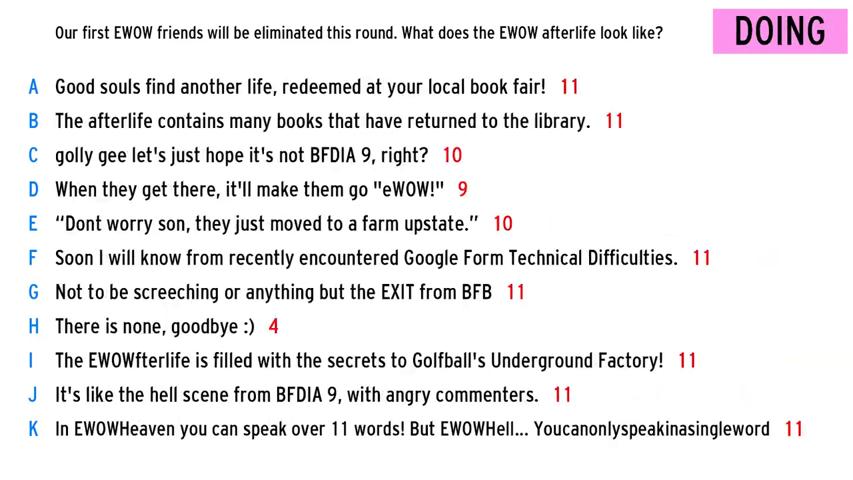 Our first EWOW friends will be eliminated this round. What does the EWOW afterlife look like?
DOING
A Good souls find another life, redeemed at your local book fair! 11
B The afterlife contains many books that have returned to the library. 11
C golly gee let's just hope it's not BFDIA 9, right? 10
D When they get there, it'll make them go "eWOW!" 9
E “Dont worry son, they just moved to a farm upstate.” 10
F Soon I will know from recently encountered Google Form Technical Difficulties. 11
G Not to be screeching or anything but the EXIT from BFB 11
H There is none, goodbye :) 4
I The EWOWfterlife is filled with the secrets to Golfball's Underground Factory! 11
J It's like the hell scene from BFDIA 9, with angry commenters. 11
K In EWOWHeaven you can speak over 11 words! But EWOWHell... Youcanonlyspeakinasingleword 11